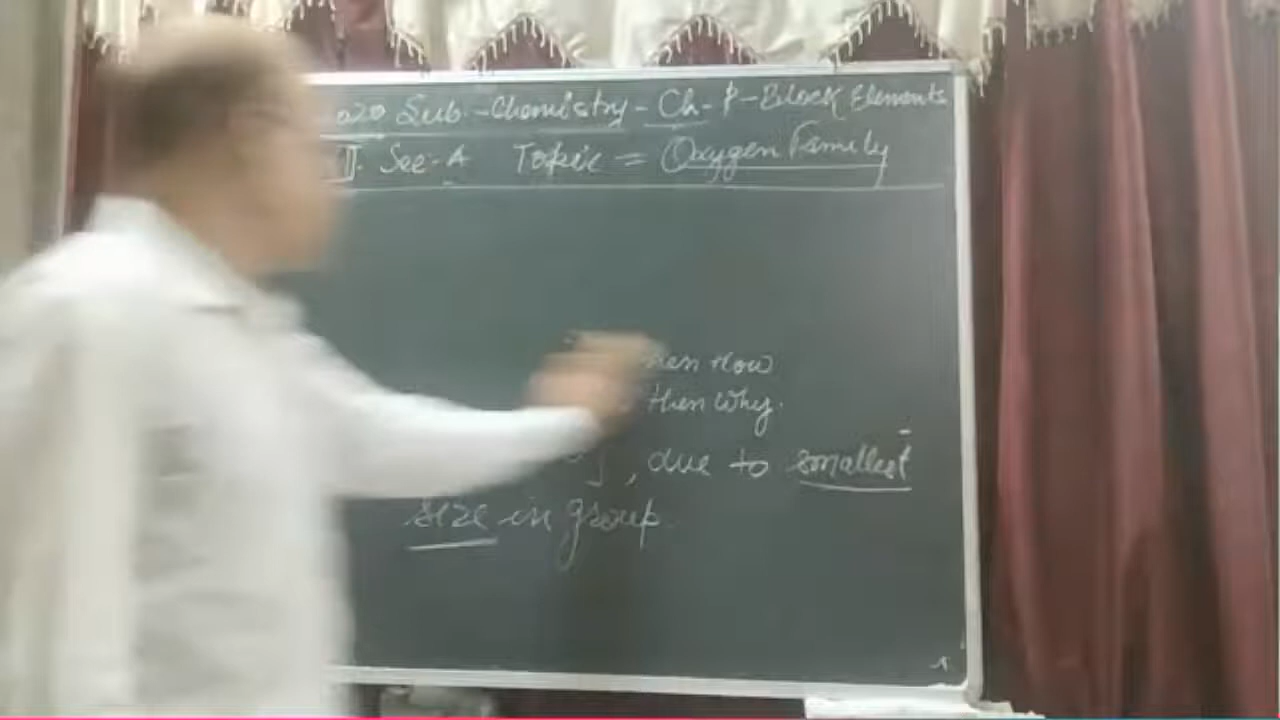 020 Sub.-Chemistry-Ch-P-Block Elements
II. Sec-A Topic = Oxygen Family
How
then Why.
, due to smallest
size in group.